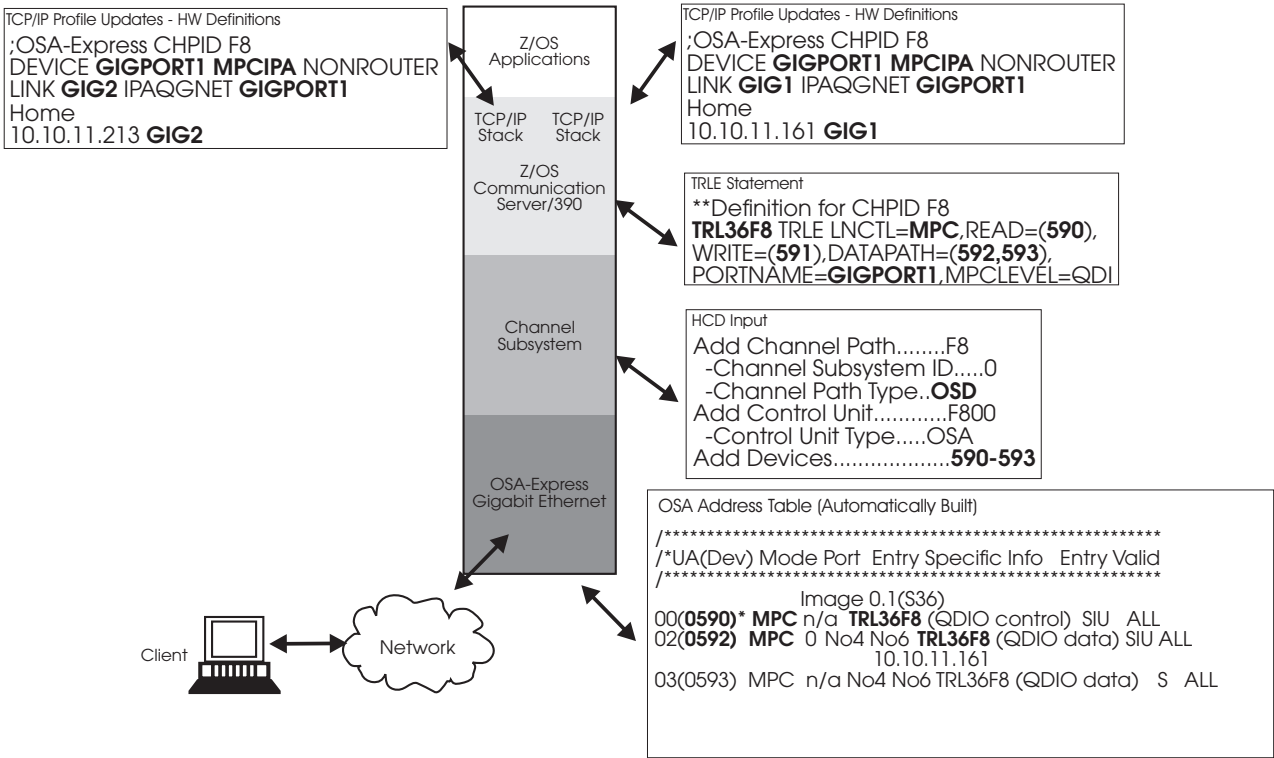 TCP/IP Profile Updates - HW Definitions
;OSA-Express CHPID F8
DEVICE GIGPORT1 MPCIPA NONROUTER
LINK GIG2 IPAQGNET GIGPORT1
Home
10.10.11.213 GIG2
Z/OS
Applications
TCP/IP
Stack
TCP/IP
Stack
Z/OS
Communication
Server/390
Channel
Subsystem
OSA-Express
Gigabit Ethernet
TCP/IP Profile Updates - HW Definitions
;OSA-Express CHPID F8
DEVICE GIGPORT1 MPCIPA NONROUTER
LINK GIG1 IPAQGNET GIGPORT1
Home
10.10.11.161 GIG1
TRLE Statement
**Definition for CHPID F8
TRL36F8 TRLE LNCTL=MPC,READ=(590),
WRITE=(591),DATAPATH=(592,593),
PORTNAME=GIGPORT1,MPCLEVEL=QDI
HCD Input
Add Channel Path........F8
-Channel Subsystem ID.....0
-Channel Path Type..OSD
Add Control Unit............F800
-Control Unit Type.....OSA
Add Devices...................590-593
OSA Address Table (Automatically Built)
/***********************************************************
/*UA(Dev) Mode Port Entry Specific Info Entry Valid
/***********************************************************
Image 0.1(S36)
00(0590)* MPC n/a TRL36F8 (QDIO control) SIU ALL
02(0592) MPC 0 No4 No6 TRL36F8 (QDIO data) SIU ALL
10.10.11.161
03(0593) MPC n/a No4 No6 TRL36F8 (QDIO data) S ALL
Client
Network